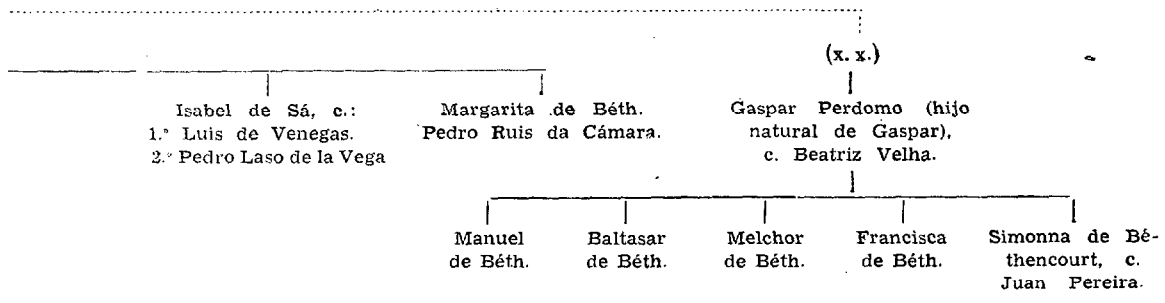 (x. x.)
Isabel de Sá, c.:
1.º Luis de Venegas.
2.º Pedro Laso de la Vega
Margarita de Béth.
Pedro Ruis da Cámara.
Gaspar Perdomo (hijo
natural de Gaspar),
c. Beatriz Velha.
Manuel
de Béth.
Baltasar
de Béth.
Melchor
de Béth.
Francisca
de Béth.
Simonna de Bé-
thencourt, c.
Juan Pereira.